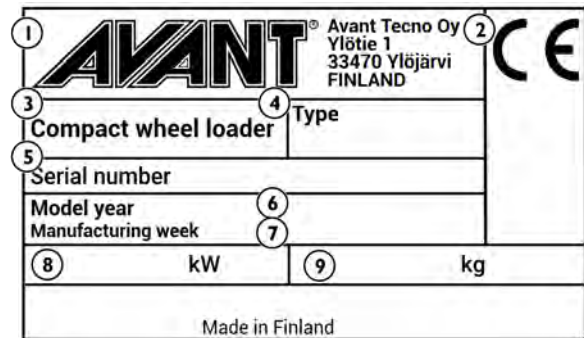 1 AVANT® Avant Tecno Oy 2 CE
Ylötie 1
33470 Ylöjärvi
FINLAND
3 4
Compact wheel loader Type
5
Serial number
Model year 6
Manufacturing week 7
8 kW 9 kg
Made in Finland